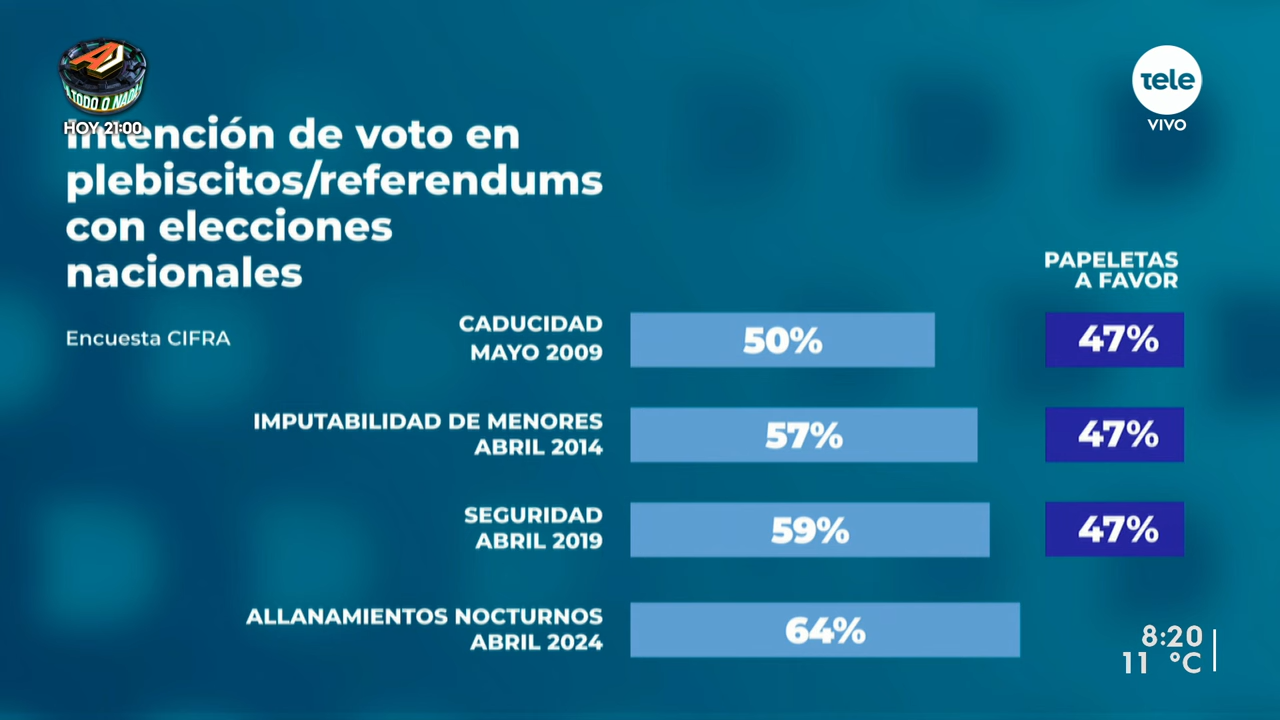 A TODO O NADA
HOY 21:00
tele
VIVO
Intención de voto en
plebiscitos/referendums
con elecciones
nacionales
Encuesta CIFRA
PAPELETAS
A FAVOR
CADUCIDAD
MAYO 2009
50%
47%
IMPUTABILIDAD DE MENORES
ABRIL 2014
57%
47%
SEGURIDAD
ABRIL 2019
59%
47%
ALLANAMIENTOS NOCTURNOS
ABRIL 2024
64%
8:20
11 °C